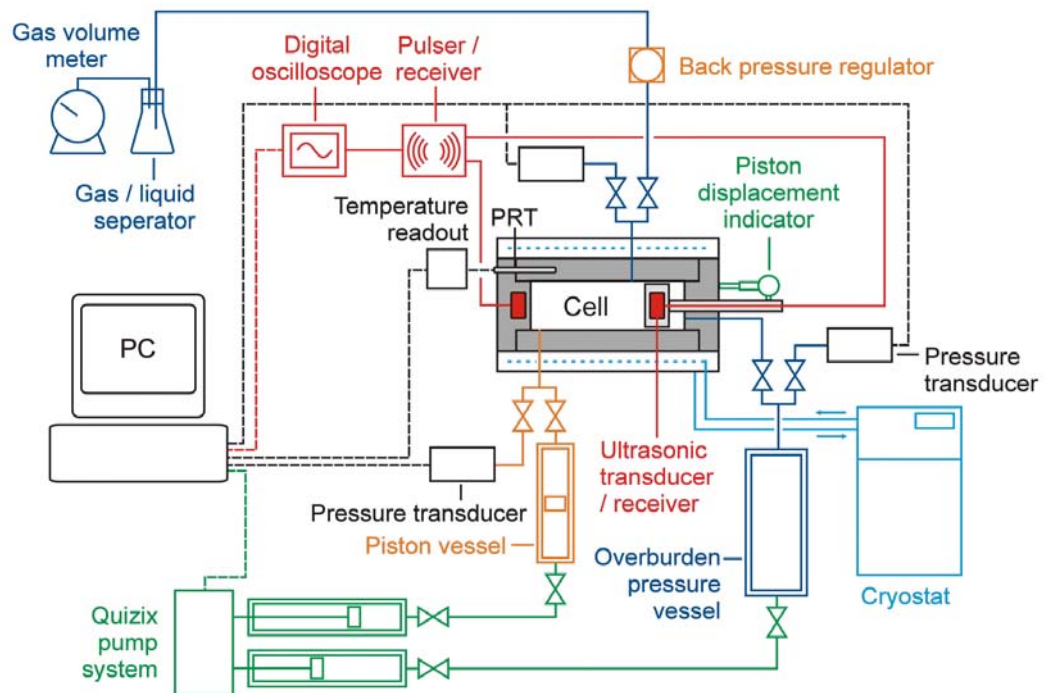 Gas volume
meter
Digital
oscilloscope
Pulser /
receiver
Back pressure regulator
Gas / liquid
seperator
Temperature
readout
PRT
Piston
displacement
indicator
Cell
PC
Pressure
transducer
Ultrasonic
transducer
/ receiver
Pressure transducer
Piston vessel
Overburden
pressure
vessel
Cryostat
Quizix
pump
system